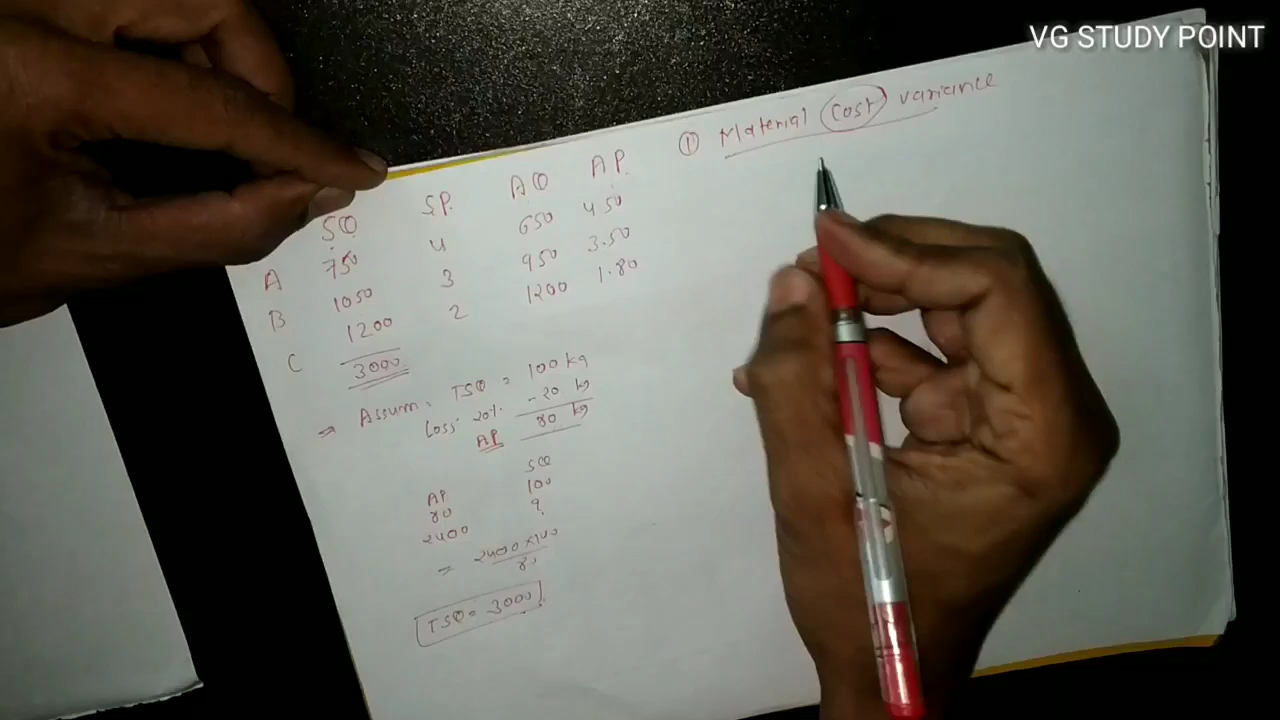 VG STUDY POINT
① Material Cost variance
SQ SP. AQ AP.
A 750 4 650 450
B 1050 3 950 3.50
C 1200 2 1200 1.80
3000
⇒ Assum: TSQ = 100 kg
Loss: 20%. - 20 kg
AP 80 kg
AP SQ
80 100
2400 ?
= 2400 × 100
80
TSQ = 3000